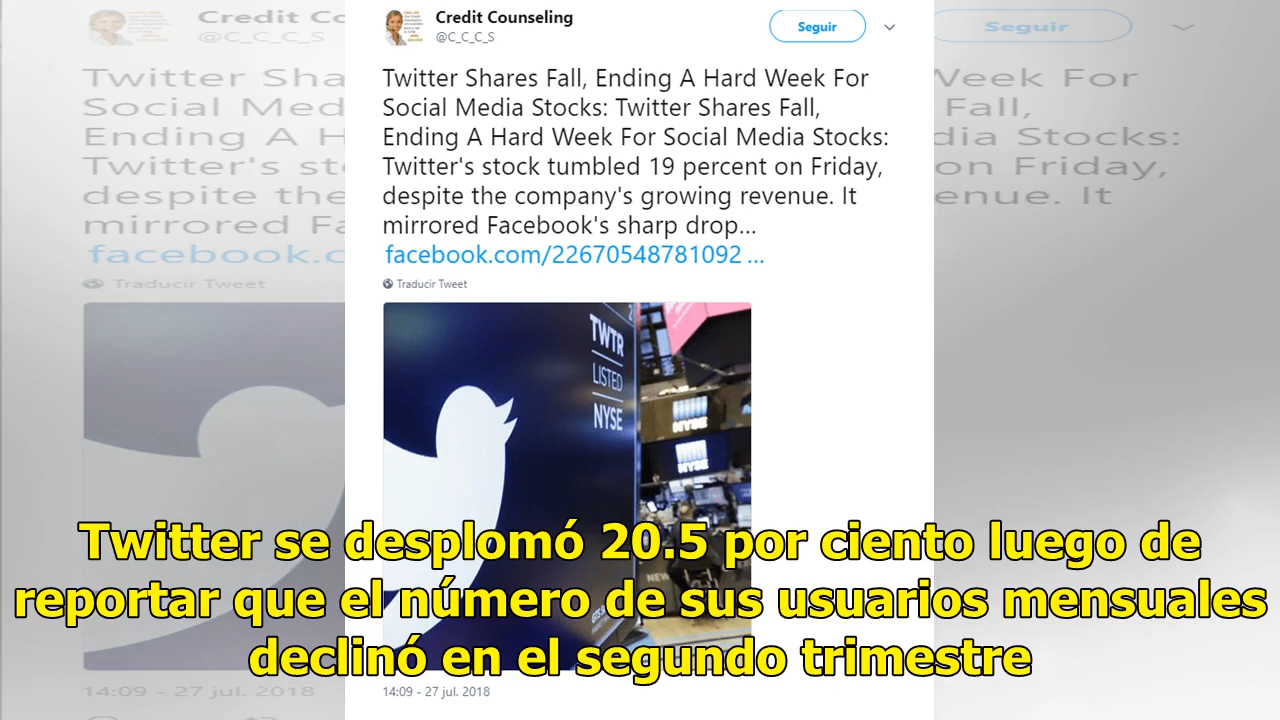 Credit Counseling
@C_C_C_S
Seguir
Twitter Shares Fall, Ending A Hard Week For
Social Media Stocks: Twitter Shares Fall,
Ending A Hard Week For Social Media Stocks:
Twitter's stock tumbled 19 percent on Friday,
despite the company's growing revenue. It
mirrored Facebook's sharp drop...
facebook.com/22670548781092 ...
Traducir Tweet
TWTR
LISTED
NYSE
NYSE
NYSE
Twitter se desplomó 20.5 por ciento luego de
reportar que el número de sus usuarios mensuales
declinó en el segundo trimestre
14:09 - 27 jul. 2018